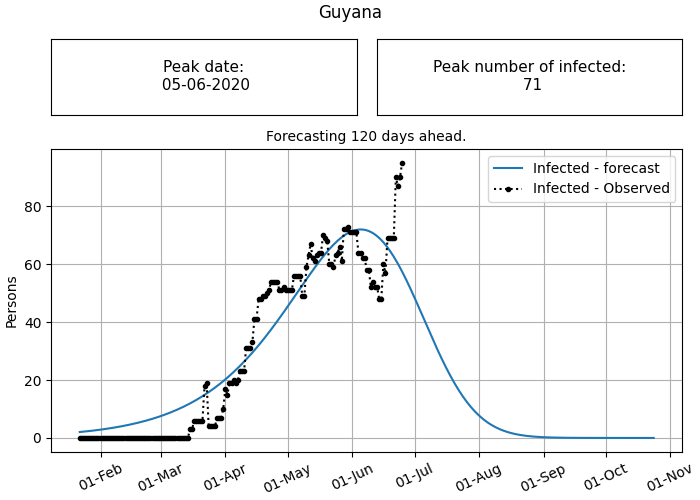 Guyana
Peak date:
05-06-2020
Peak number of infected:
71
Forecasting 120 days ahead.
Infected - forecast
Infected - Observed
Persons
80
60
40
20
0
01-Feb
01-Mar
01-Apr
01-May
01-Jun
01-Jul
01-Aug
01-Sep
01-Oct
01-Nov